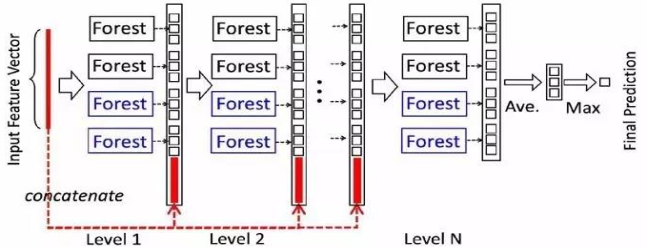 Input Feature Vector
Forest
Forest
Forest
Forest
concatenate
Level 1
Forest
Forest
Forest
Forest
Level 2
Forest
Forest
Forest
Forest
Level N
Ave.
Max
Final Prediction